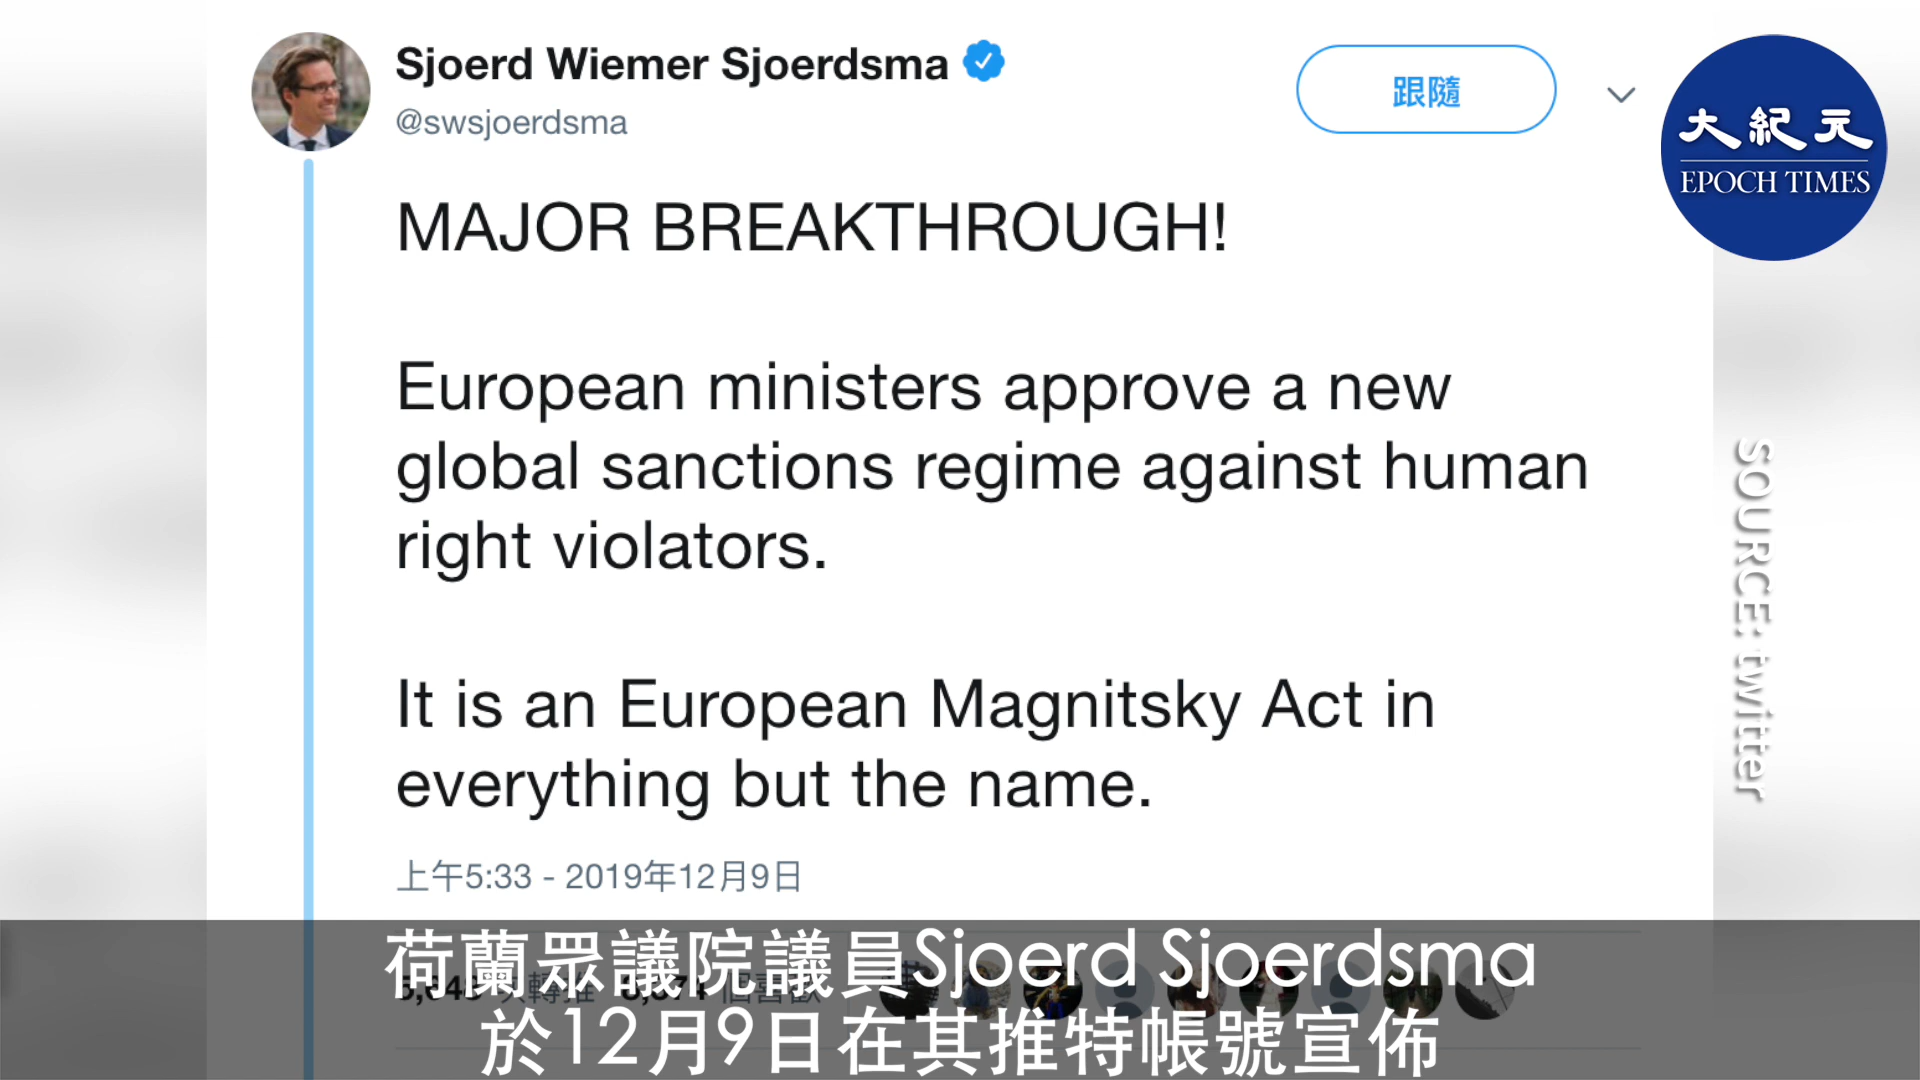 Sjoerd Wiemer Sjoerdsma
@swsjoerdsma
跟隨
大紀元
EPOCH TIMES
MAJOR BREAKTHROUGH!
European ministers approve a new
global sanctions regime against human
right violators.
It is an European Magnitsky Act in
everything but the name.
SOURCE: twitter
上午5:33 - 2019年12月9日
荷蘭眾議院議員Sjoerd Sjoerdsma
於12月9日在其推特帳號宣佈